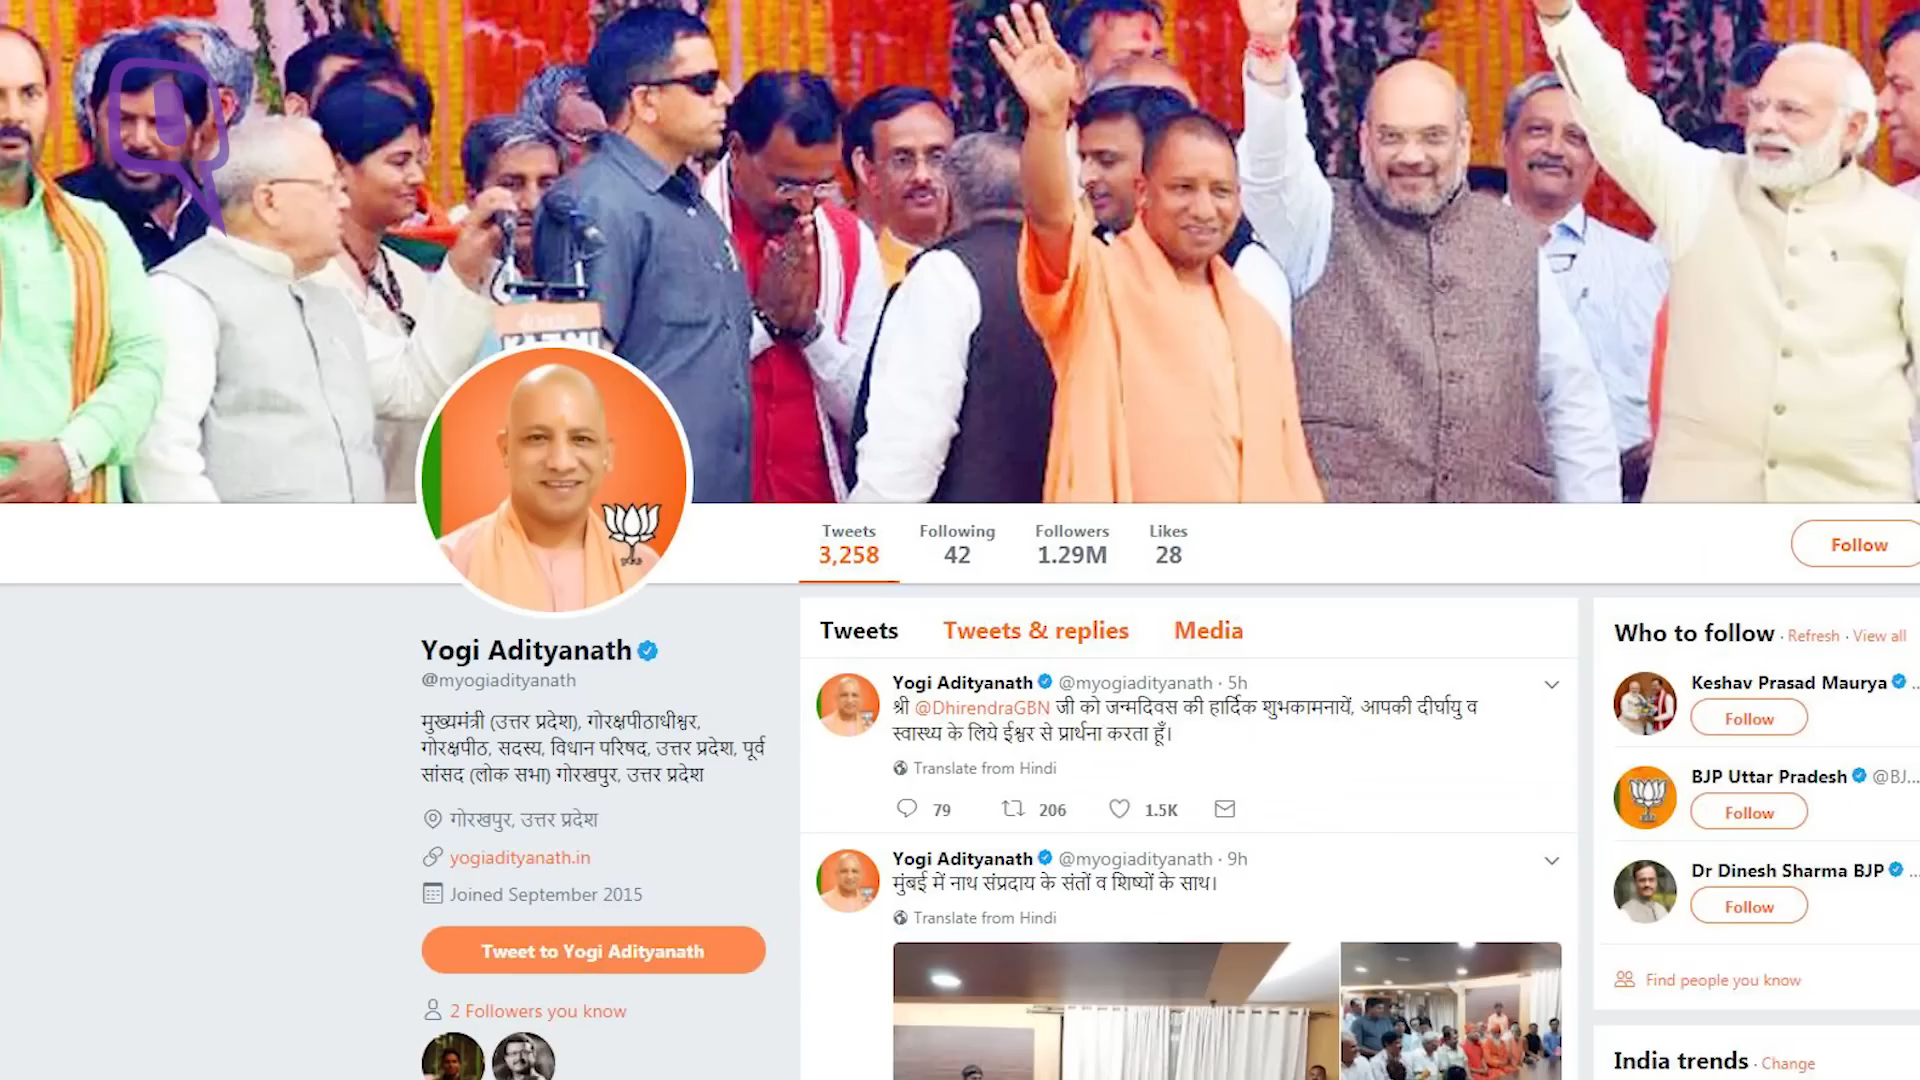 Tweets
3,258
Following
42
Followers
1.29M
Likes
28
Follow
Yogi Adityanath
@myogiadityanath
मुख्यमंत्री (उत्तर प्रदेश), गोरक्षपीठाधीश्वर,
गोरक्षपीठ, सदस्य, विधान परिषद, उत्तर प्रदेश, पूर्व
सांसद (लोक सभा) गोरखपुर, उत्तर प्रदेश
गोरखपुर, उत्तर प्रदेश
yogiadityanath.in
Joined September 2015
Tweet to Yogi Adityanath
2 Followers you know
Tweets Tweets & replies Media
Yogi Adityanath @myogiadityanath · 5h
श्री @DhirendraGBN जी को जन्मदिवस की हार्दिक शुभकामनायें, आपकी दीर्घायु व
स्वास्थ्य के लिये ईश्वर से प्रार्थना करता हूँ।
Translate from Hindi
79 206 1.5K
Yogi Adityanath @myogiadityanath · 9h
मुंबई में नाथ संप्रदाय के संतों व शिष्यों के साथ।
Translate from Hindi
Who to follow · Refresh · View all
Keshav Prasad Maurya ...
Follow
BJP Uttar Pradesh @BJ...
Follow
Dr Dinesh Sharma BJP ...
Follow
Find people you know
India trends · Change